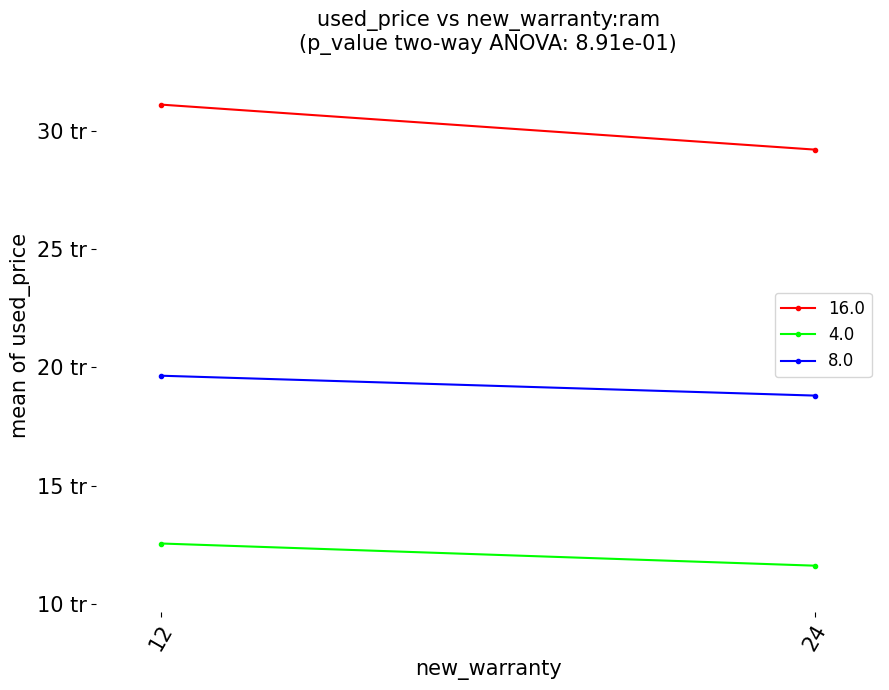 used_price vs new_warranty:ram
(p_value two-way ANOVA: 8.91e-01)
mean of used_price
30 tr
25 tr
20 tr
15 tr
10 tr
16.0
4.0
8.0
12
24
new_warranty